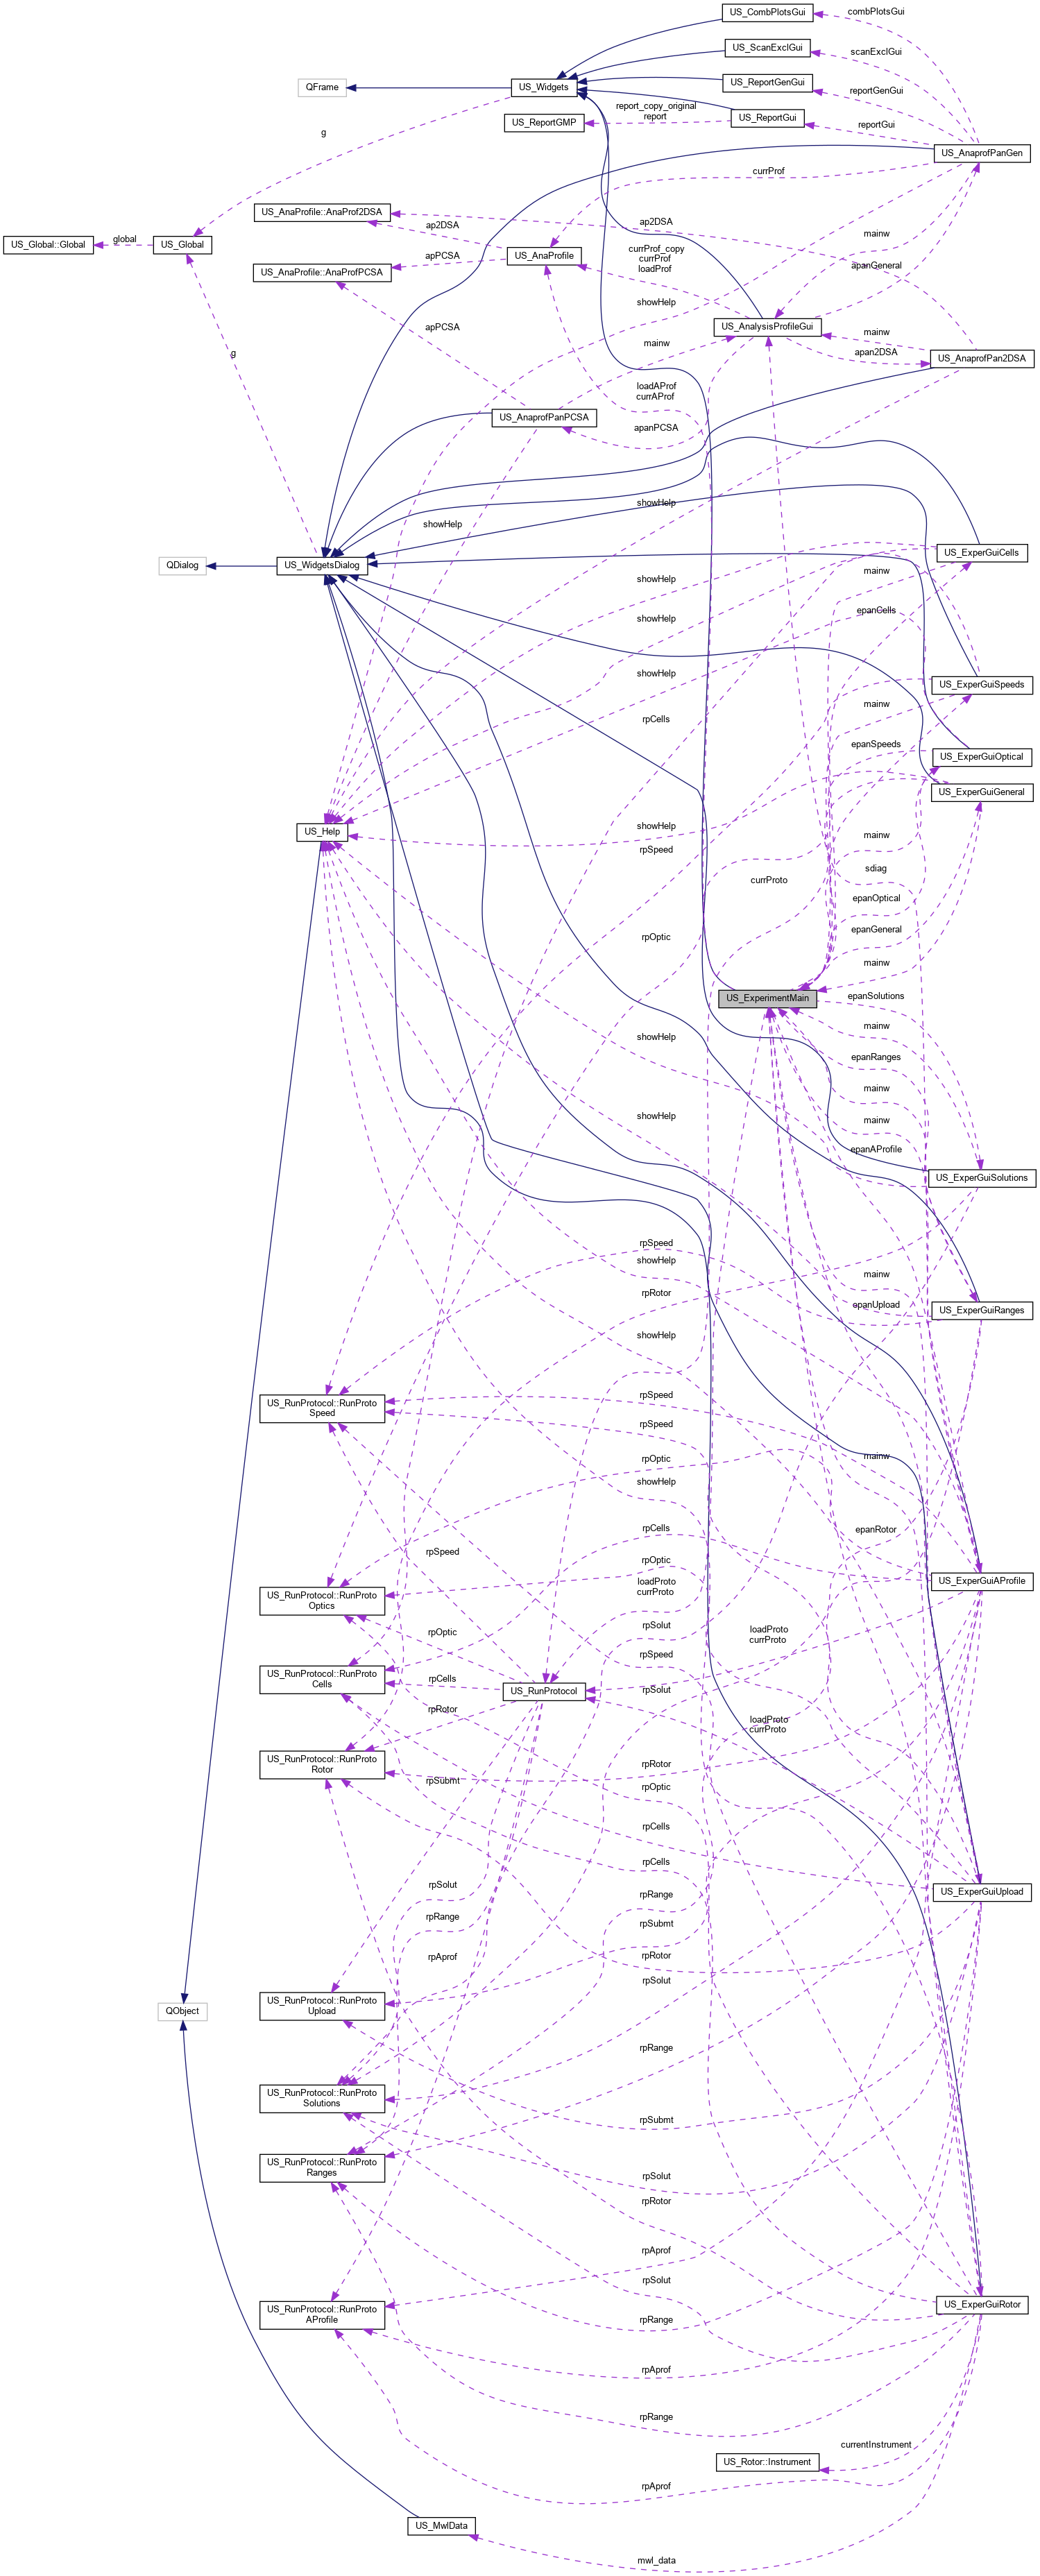 US_CombPlotsGui
combPlotsGui
US_ScanExclGui
scanExclGui
QFrame
US_Widgets
US_ReportGenGui
reportGenGui
report_copy_original
report
US_ReportGMP
US_ReportGui
reportGui
g
US_AnaprofPanGen
currProf
US_AnaProfile::AnaProf2DSA
ap2DSA
ap2DSA
mainw
US_Global::Global
global
US_Global
US_AnaProfile
currProf_copy
currProf
loadProf
apPCSA
US_AnaProfile::AnaProfPCSA
apanGeneral
showHelp
apPCSA
US_AnalysisProfileGui
mainw
mainw
apan2DSA
US_AnaprofPan2DSA
g
loadAProf
currAProf
US_AnaprofPanPCSA
apanPCSA
showHelp
showHelp
US_ExperGuiCells
QDialog
US_WidgetsDialog
showHelp
mainw
epanCells
showHelp
showHelp
US_ExperGuiSpeeds
mainw
rpCells
epanSpeeds
US_ExperGuiOptical
US_ExperGuiGeneral
US_Help
showHelp
mainw
rpSpeed
sdiag
currProto
epanOptical
epanGeneral
rpOptic
mainw
US_ExperimentMain
epanSolutions
mainw
showHelp
epanRanges
mainw
showHelp
mainw
epanAProfile
US_ExperGuiSolutions
rpSpeed
showHelp
mainw
rpRotor
epanUpload
US_ExperGuiRanges
showHelp
US_RunProtocol::RunProto
Speed
rpSpeed
rpSpeed
mainw
rpOptic
showHelp
rpCells
epanRotor
rpSpeed
rpOptic
US_ExperGuiAProfile
US_RunProtocol::RunProto
Optics
loadProto
currProto
rpOptic
rpSolut
loadProto
currProto
rpSpeed
US_RunProtocol::RunProto
Cells
rpCells
US_RunProtocol
rpSolut
rpRotor
loadProto
currProto
US_RunProtocol::RunProto
Rotor
rpRotor
rpSubmt
rpOptic
rpCells
rpCells
rpSolut
US_ExperGuiUpload
rpRange
rpRange
rpSubmt
rpAprof
rpRotor
rpSolut
US_RunProtocol::RunProto
Upload
QObject
rpRange
US_RunProtocol::RunProto
Solutions
rpSubmt
US_RunProtocol::RunProto
Ranges
rpSolut
rpRotor
rpAprof
rpSolut
US_ExperGuiRotor
US_RunProtocol::RunProto
AProfile
rpRange
rpAprof
rpRange
currentInstrument
US_Rotor::Instrument
rpAprof
US_MwlData
mwl_data